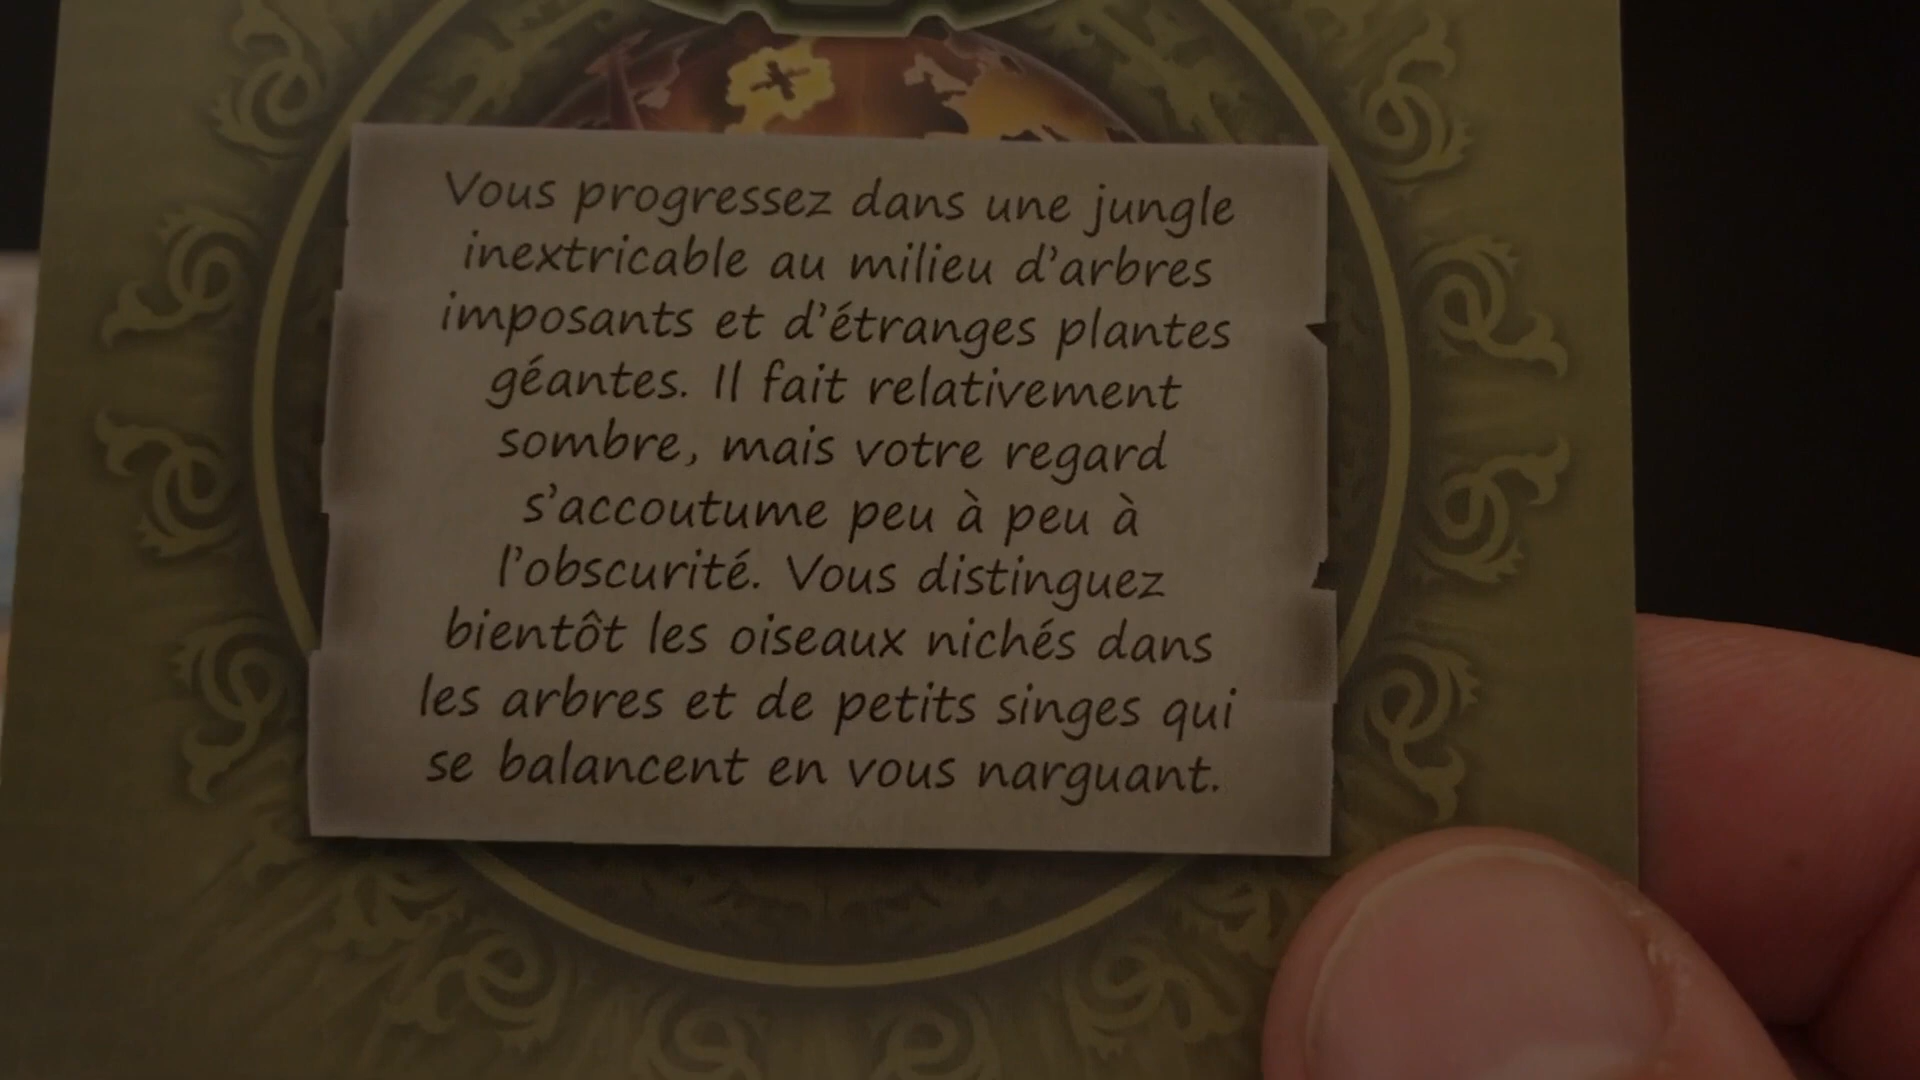 Vous progressez dans une jungle
inextricable au milieu d'arbres
imposants et d'étranges plantes
géantes. Il fait relativement
sombre, mais votre regard
s'accoutume peu à peu à
l'obscurité. Vous distinguez
bientôt les oiseaux nichés dans
les arbres et de petits singes qui
se balancent en vous narguant.